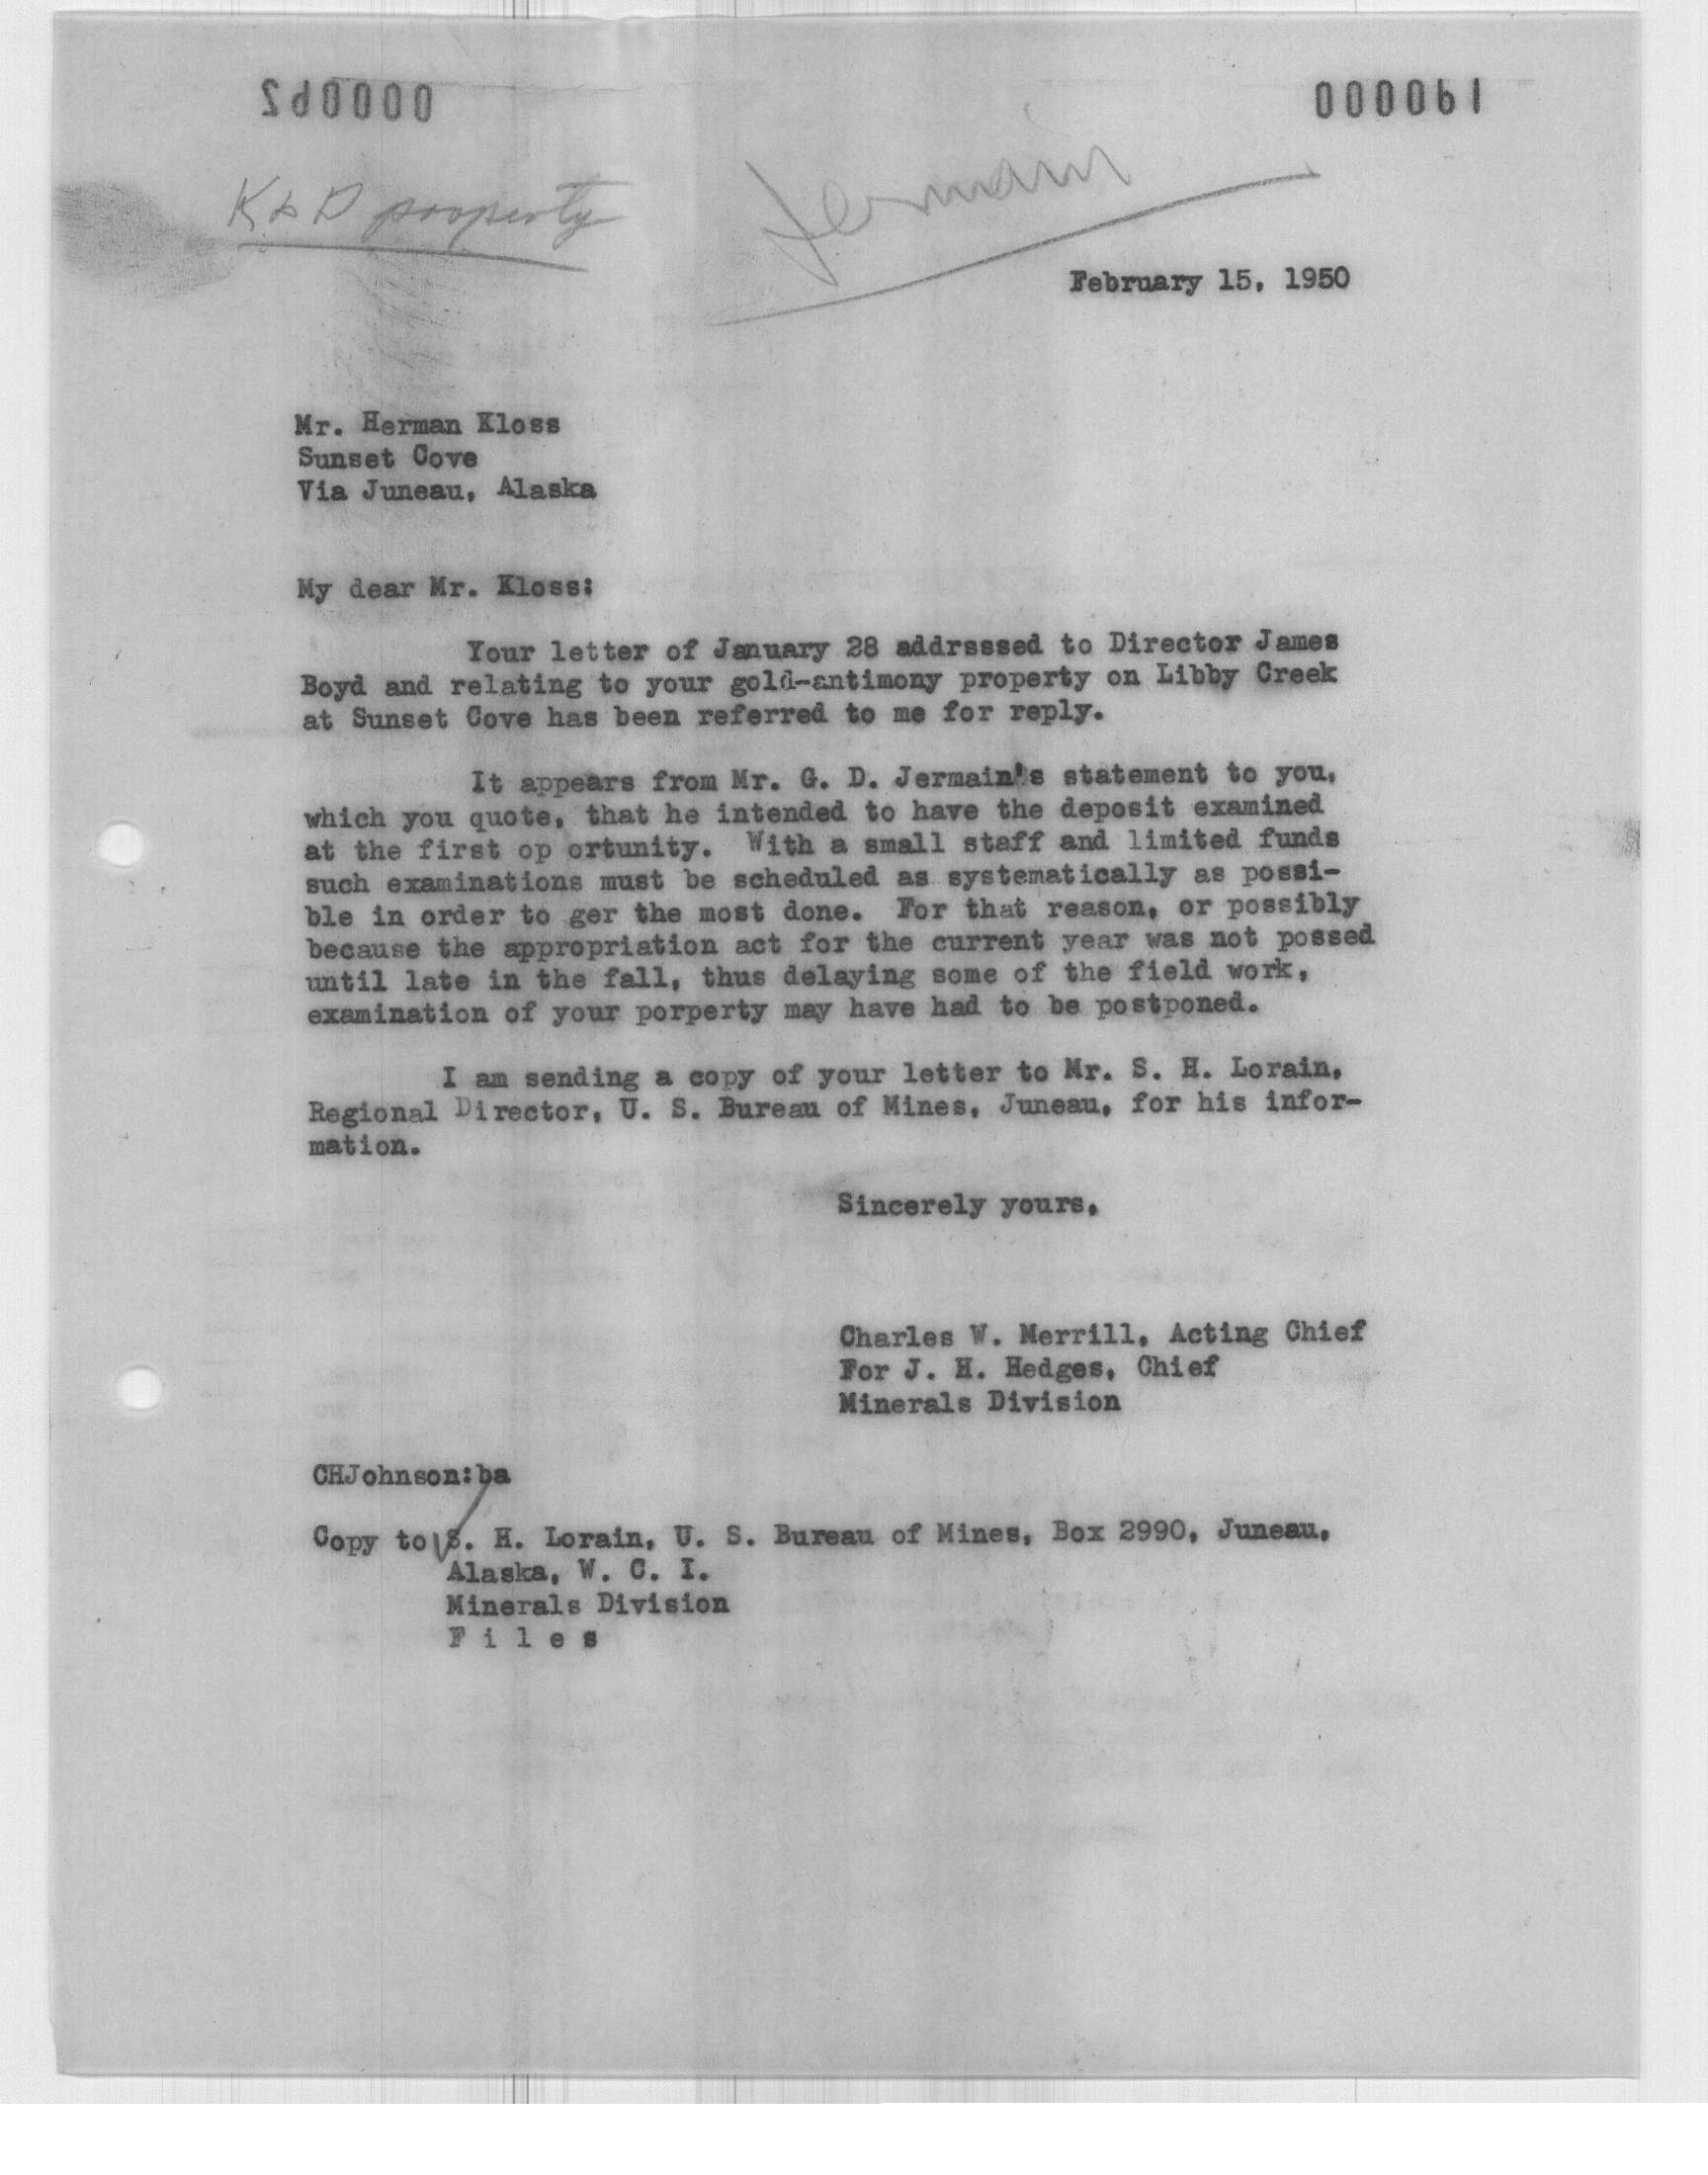 000062
000061
K & D property
Jermain
February 15, 1950
Mr. Herman Kloss
Sunset Cove
Via Juneau, Alaska
My dear Mr. Kloss:
Your letter of January 28 addrsssed to Director James
Boyd and relating to your gold-antimony property on Libby Creek
at Sunset Cove has been referred to me for reply.
It appears from Mr. G. D. Jermain's statement to you,
which you quote, that he intended to have the deposit examined
at the first op ortunity. With a small staff and limited funds
such examinations must be scheduled as systematically as possi-
ble in order to ger the most done. For that reason, or possibly
because the appropriation act for the current year was not possed
until late in the fall, thus delaying some of the field work,
examination of your porperty may have had to be postponed.
I am sending a copy of your letter to Mr. S. H. Lorain,
Regional Director, U. S. Bureau of Mines, Juneau, for his infor-
mation.
Sincerely yours,
Charles W. Merrill, Acting Chief
For J. H. Hedges, Chief
Minerals Division
CHJohnson:ba
Copy to S. H. Lorain, U. S. Bureau of Mines, Box 2990, Juneau,
Alaska, W. C. I.
Minerals Division
F i l e s